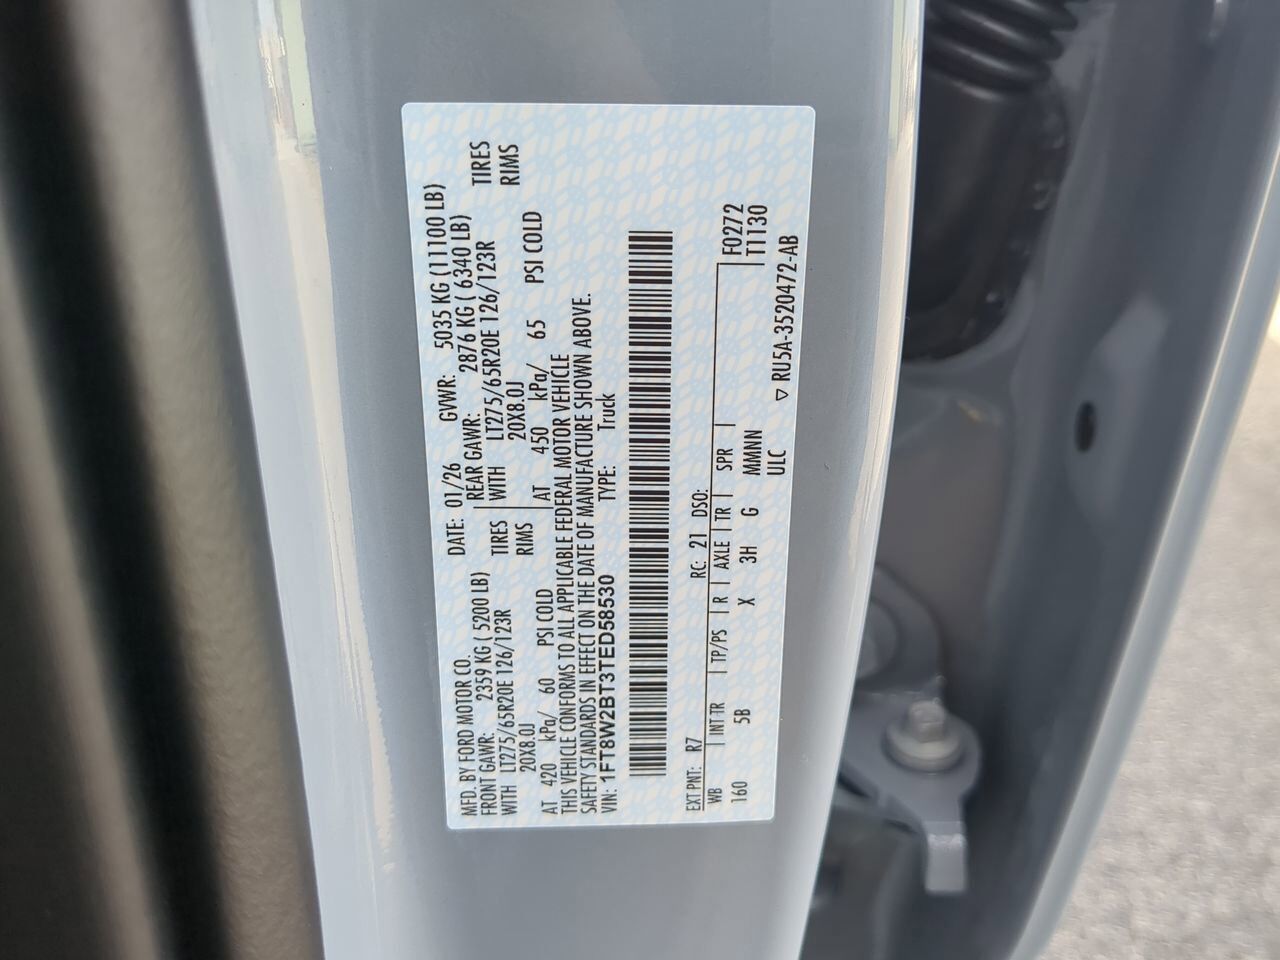 MFD. BY FORD MOTOR CO.
DATE: 01/26 GVWR: 5035 KG (11100 LB)
FRONT GAWR: 2359 KG ( 5200 LB) REAR GAWR: 2876 KG ( 6340 LB)
WITH LT275/65R20E 126/123R TIRES WITH LT275/65R20E 126/123R TIRES
20X8.0J RIMS 20X8.0J RIMS
AT 420 kPa/ 60 PSI COLD AT 450 kPa/ 65 PSI COLD
THIS VEHICLE CONFORMS TO ALL APPLICABLE FEDERAL MOTOR VEHICLE
SAFETY STANDARDS IN EFFECT ON THE DATE OF MANUFACTURE SHOWN ABOVE.
VIN: 1FT8W2BT3TED58530 TYPE: Truck
EXT PNT: R7 RC: 21 DSO:
WB INT TR TP/PS R AXLE TR SPR F0272
160 5B X 3H G MMNNN T1130
ULC ▽ RU5A-3520472-AB